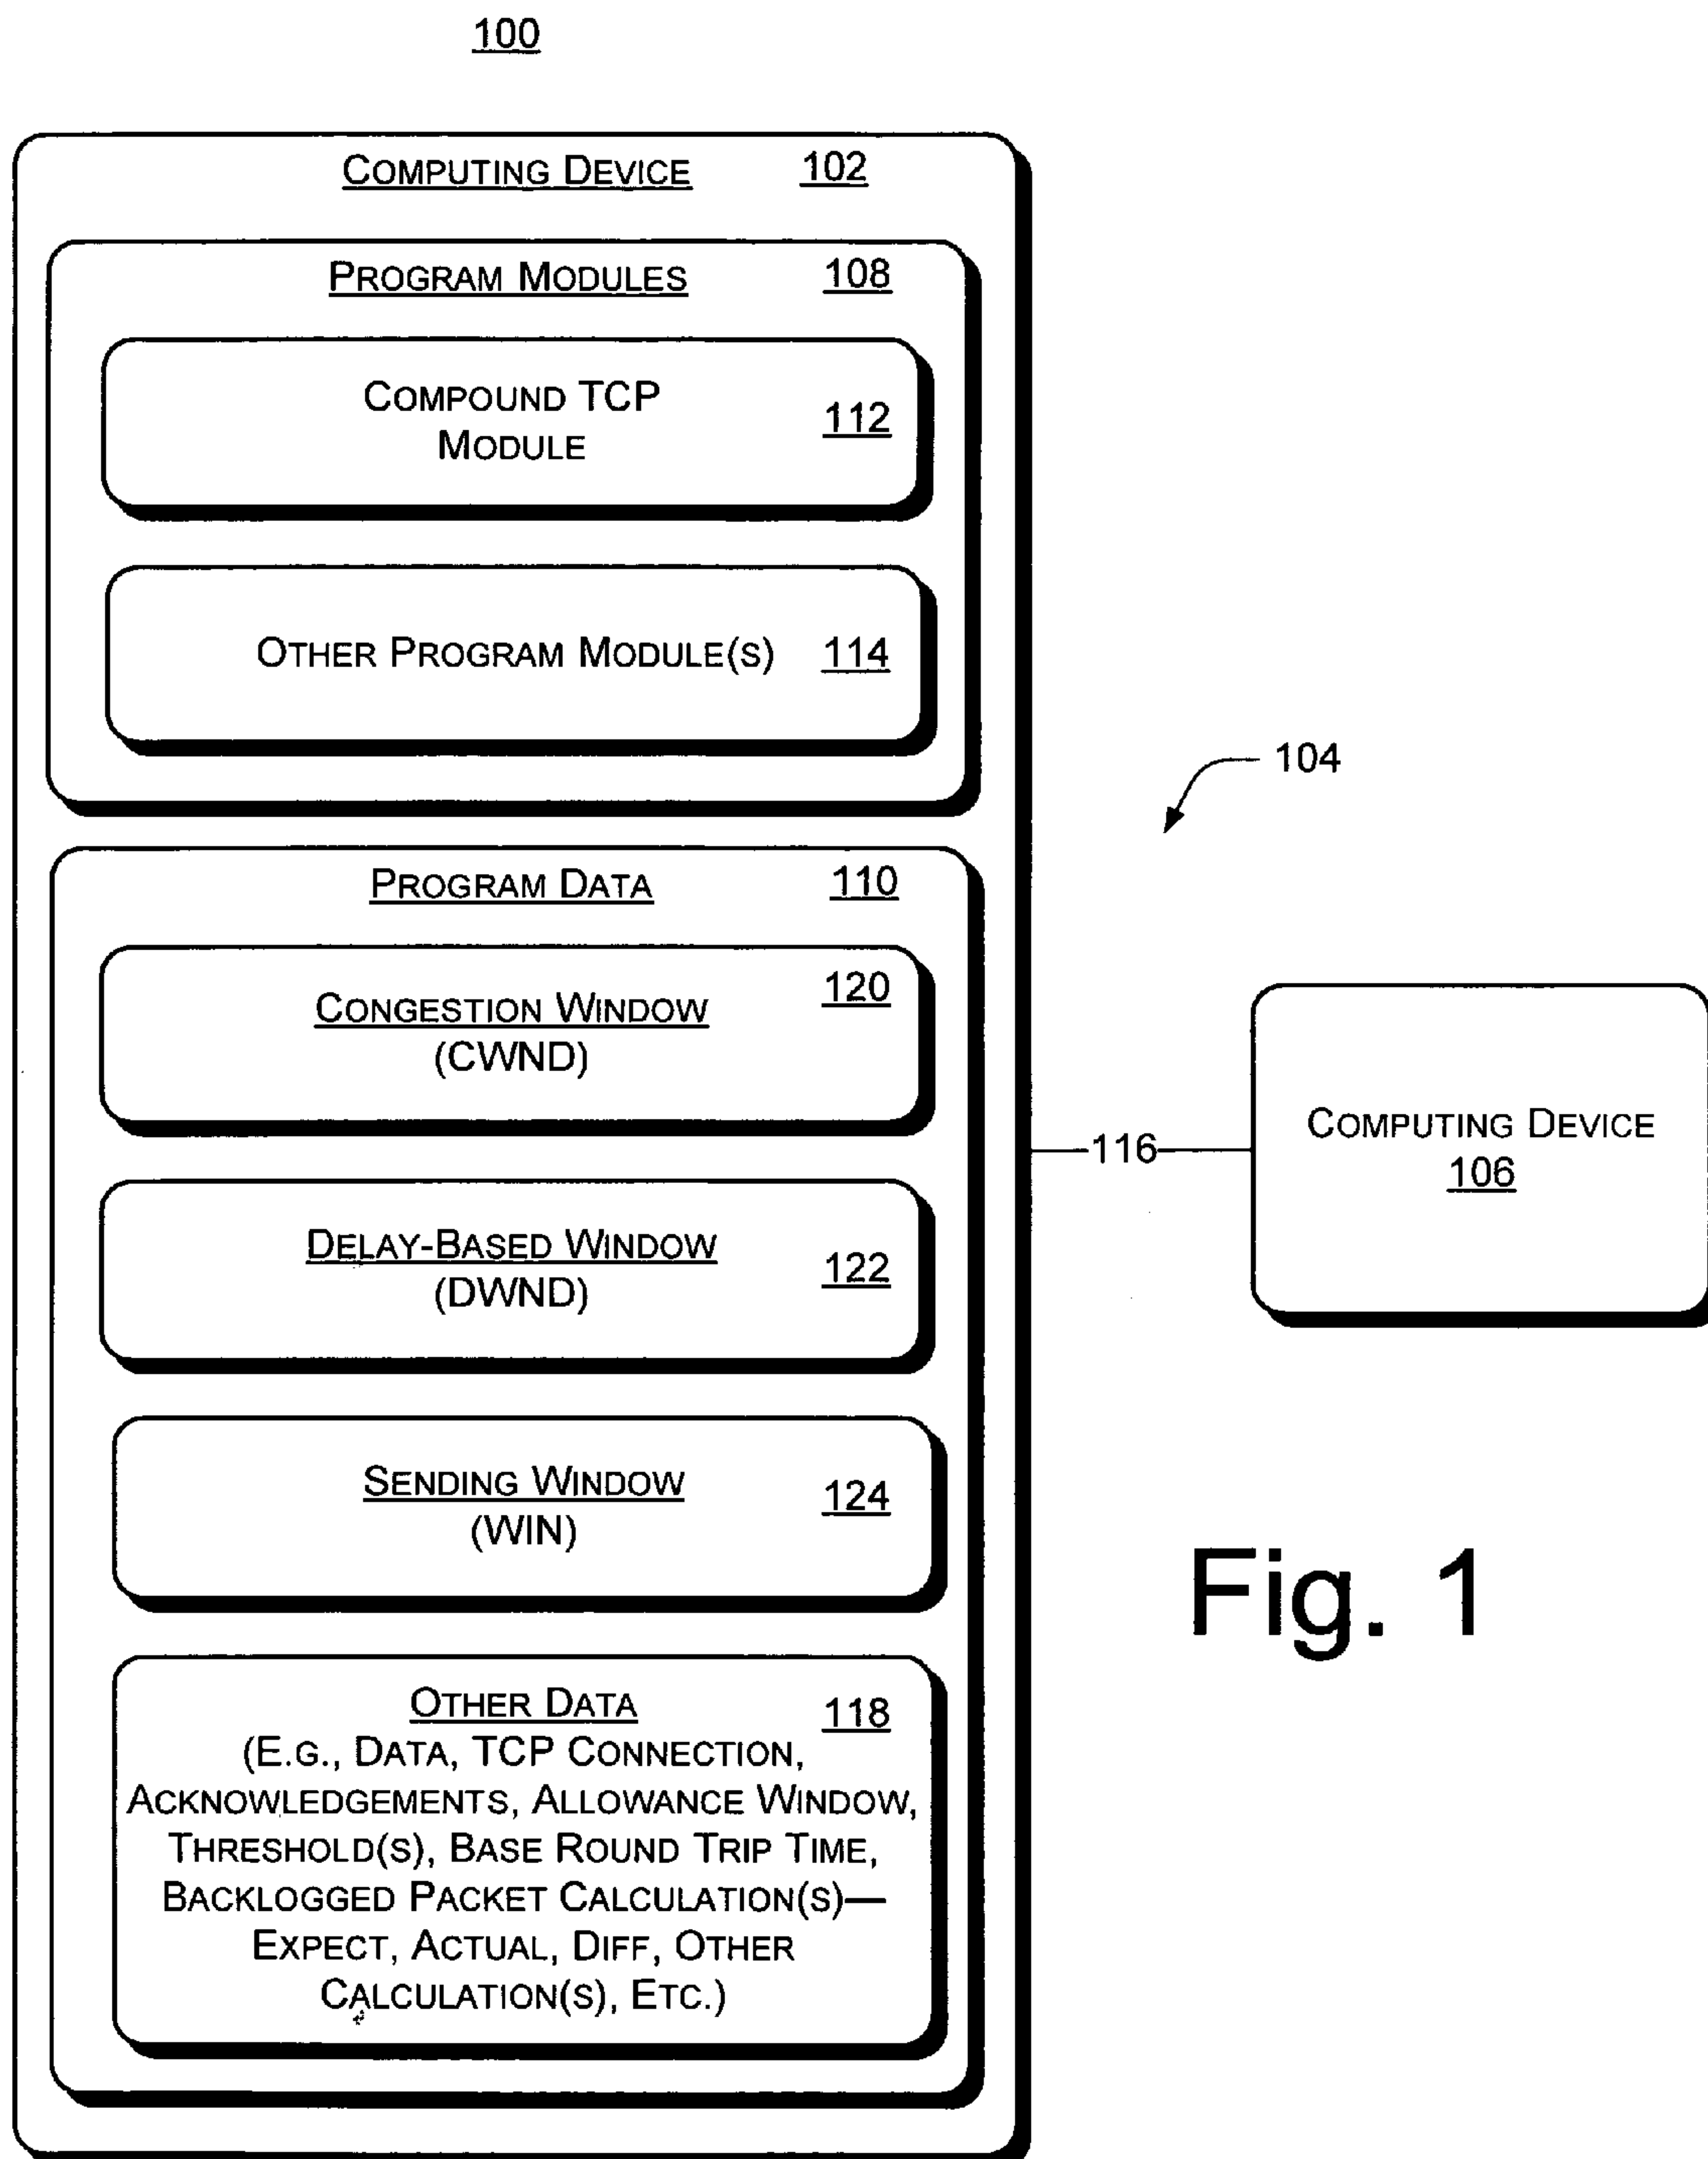 100
COMPUTING DEVICE 102
PROGRAM MODULES 108
COMPOUND TCP
MODULE
112
OTHER PROGRAM MODULE(S) 114
PROGRAM DATA 110
CONGESTION WINDOW
(CWND)
120
DELAY-BASED WINDOW
(DWND)
122
SENDING WINDOW
(WIN)
124
OTHER DATA 118
(E.G., DATA, TCP CONNECTION,
ACKNOWLEDGEMENTS, ALLOWANCE WINDOW,
THRESHOLD(S), BASE ROUND TRIP TIME,
BACKLOGGED PACKET CALCULATION(S)—
EXPECT, ACTUAL, DIFF, OTHER
CALCULATION(S), ETC.)
104
116
COMPUTING DEVICE
106
Fig. 1